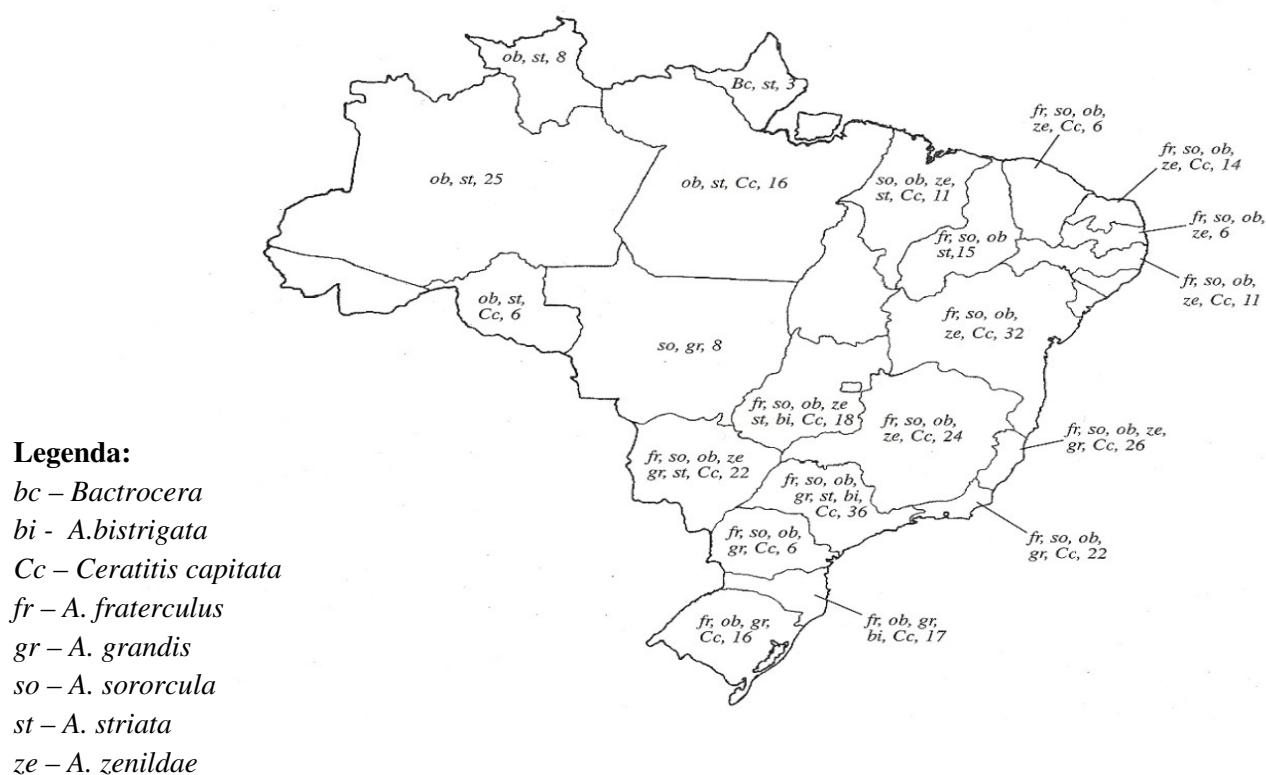 ob, st, 8
Bc, st, 3
fr, so, ob,
ze, Cc, 6
fr, so, ob,
ze, Cc, 14
ob, st, 25
ob, st, Cc, 16
so, ob, ze,
st, Cc, 11
fr, so, ob,
ze, 6
fr, so, ob
st,15
fr, so, ob,
ze, Cc, 11
ob, st,
Cc, 6
fr, so, ob,
ze, Cc, 32
so, gr, 8
fr, so, ob, ze
st, bi, Cc, 18
fr, so, ob,
ze, Cc, 24
fr, so, ob, ze,
gr, Cc, 26
fr, so, ob, ze
gr, st, Cc, 22
fr, so, ob,
gr, st, bi,
Cc, 36
fr, so, ob,
gr, Cc, 6
fr, so, ob,
gr, Cc, 22
fr, ob, gr,
Cc, 16
fr, ob, gr,
bi, Cc, 17
Legenda:
bc – Bactrocera
bi - A.bistrigata
Cc – Ceratitis capitata
fr – A. fraterculus
gr – A. grandis
so – A. sororcula
st – A. striata
ze – A. zenildae